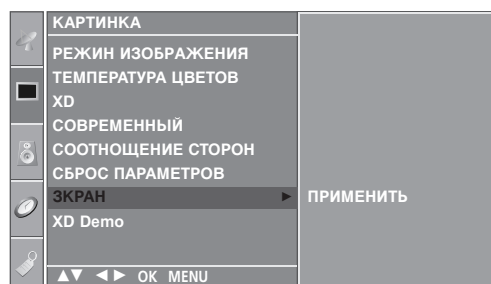 КАРТИНКА
РЕЖИН ИЗОБРАЖЕНИЯ
ТЕМПЕРАТУРА ЦВЕТОВ
XD
СОВРЕМЕННЫЙ
СООТНОЩЕНИЕ СТОРОН
СБРОС ПАРАМЕТРОВ
ЗКРАН ► ПРИМЕНИТЬ
XD Demo
▲▼ ◄► OK MENU